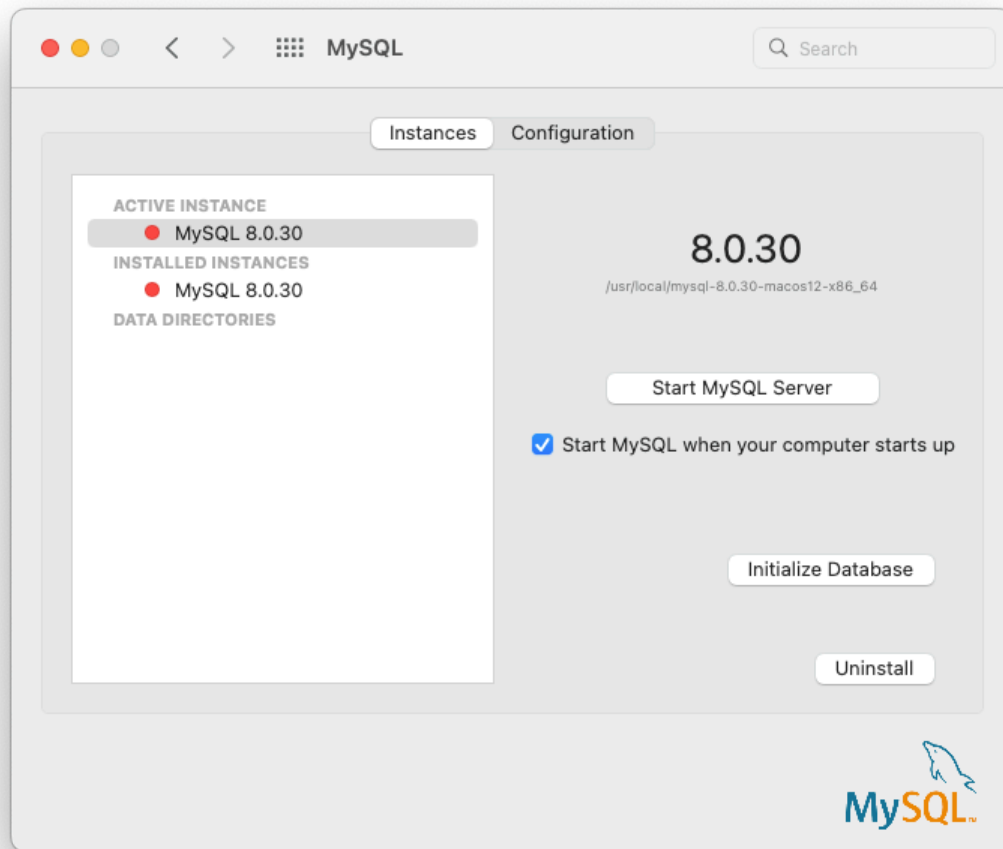 MySQL
Search
Instances
Configuration
ACTIVE INSTANCE
MySQL 8.0.30
INSTALLED INSTANCES
MySQL 8.0.30
DATA DIRECTORIES
8.0.30
/usr/local/mysql-8.0.30-macos12-x86_64
Start MySQL Server
Start MySQL when your computer starts up
Initialize Database
Uninstall
MySQL™